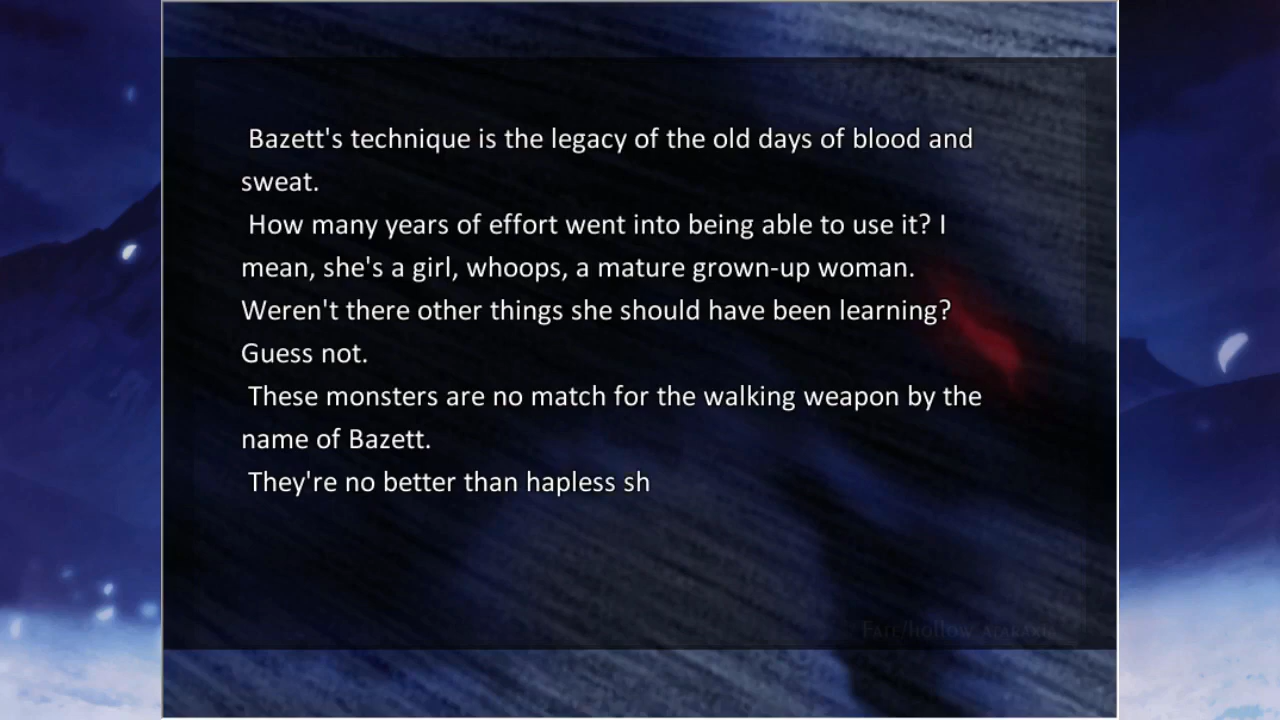 Bazett's technique is the legacy of the old days of blood and
sweat.
How many years of effort went into being able to use it? I
mean, she's a girl, whoops, a mature grown-up woman.
Weren't there other things she should have been learning?
Guess not.
These monsters are no match for the walking weapon by the
name of Bazett.
They're no better than hapless sh
Fate/hollow ataraxia